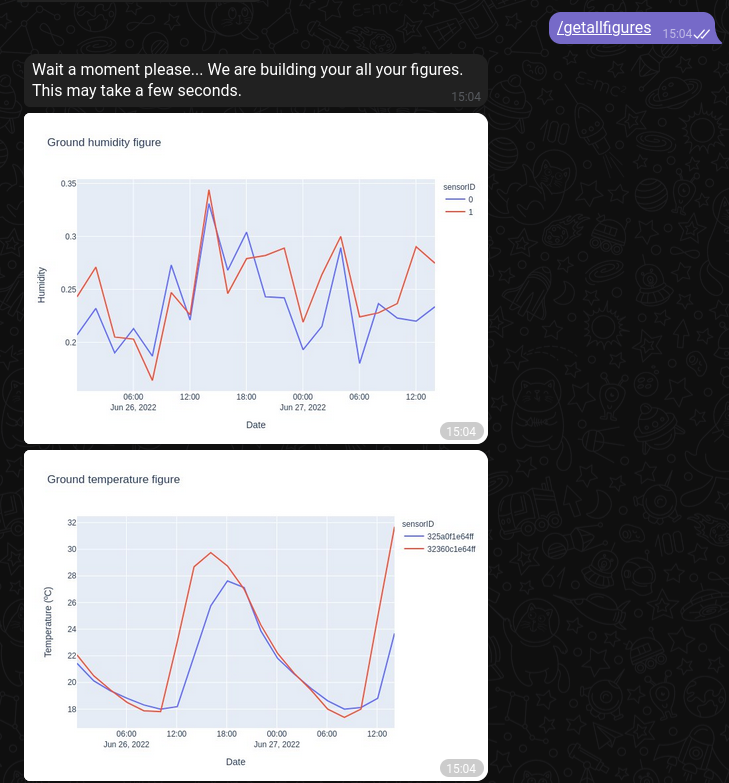 /getallfigures 15:04
Wait a moment please... We are building your all your figures.
This may take a few seconds.
15:04
Ground humidity figure
sensorID
0
1
0.35
0.3
0.25
0.2
Humidity
06:00 12:00 18:00 00:00 06:00 12:00
Jun 26, 2022 Jun 27, 2022
Date
15:04
Ground temperature figure
sensorID
325a0f1e64ff
32360c1e64ff
32
30
28
26
24
22
20
18
Temperature (ºC)
06:00 12:00 18:00 00:00 06:00 12:00
Jun 26, 2022 Jun 27, 2022
Date
15:04